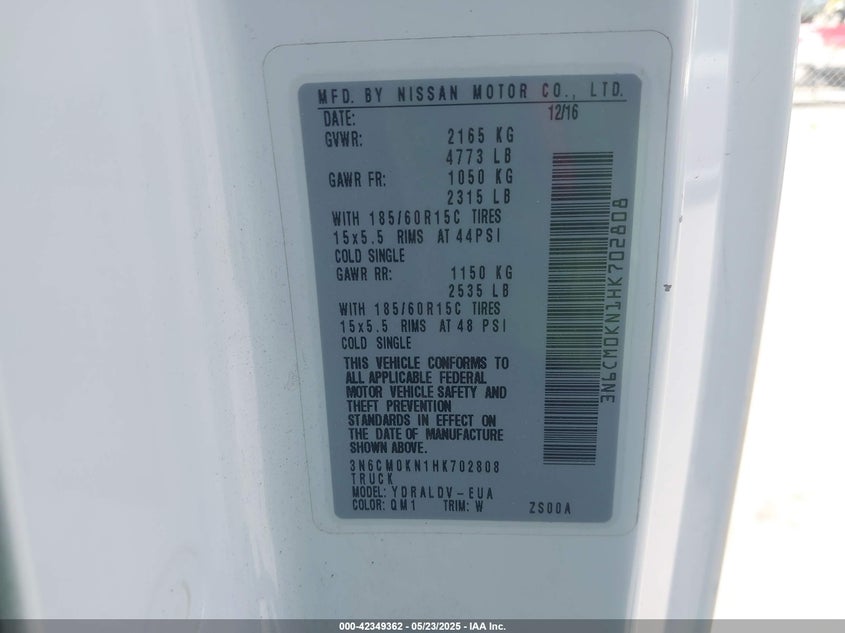 MFD. BY NISSAN MOTOR CO., LTD.
DATE: 12/16
GVWR: 2165 KG
4773 LB
GAWR FR: 1050 KG
2315 LB
WITH 185/60R15C TIRES
15x5.5 RIMS AT 44PSI
COLD SINGLE
GAWR RR: 1150 KG
2535 LB
WITH 185/60R15C TIRES
15x5.5 RIMS AT 48 PSI
COLD SINGLE
THIS VEHICLE CONFORMS TO
ALL APPLICABLE FEDERAL
MOTOR VEHICLE SAFETY AND
THEFT PREVENTION
STANDARDS IN EFFECT ON
THE DATE OF MANUFACTURE
SHOWN ABOVE.
3N6CM0KN1HK702808
TRUCK
MODEL: YDRALDV-EUA
COLOR: QM1 TRIM: W ZS00A
3N6CM0KN1HK702808
000-42349362 - 05/23/2025 - IAA Inc.